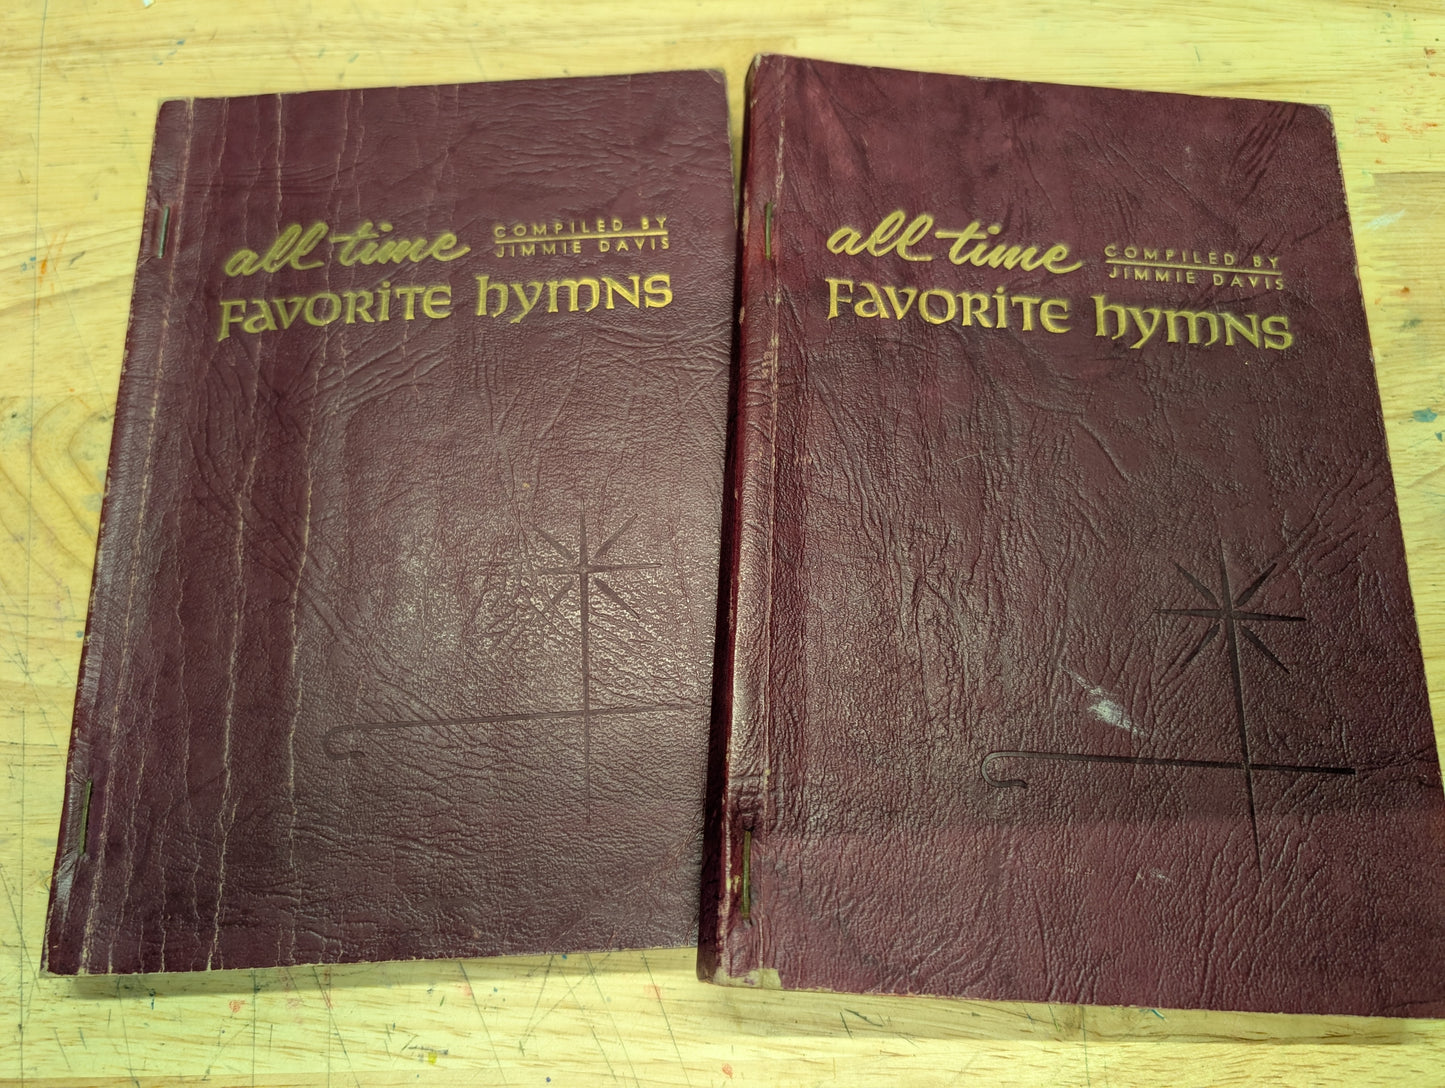 all time
COMPILED BY
JIMMIE DAVIS
FAVORITE hYMNS
all time
COMPILED BY
JIMMIE DAVIS
FAVORITE hYMNS